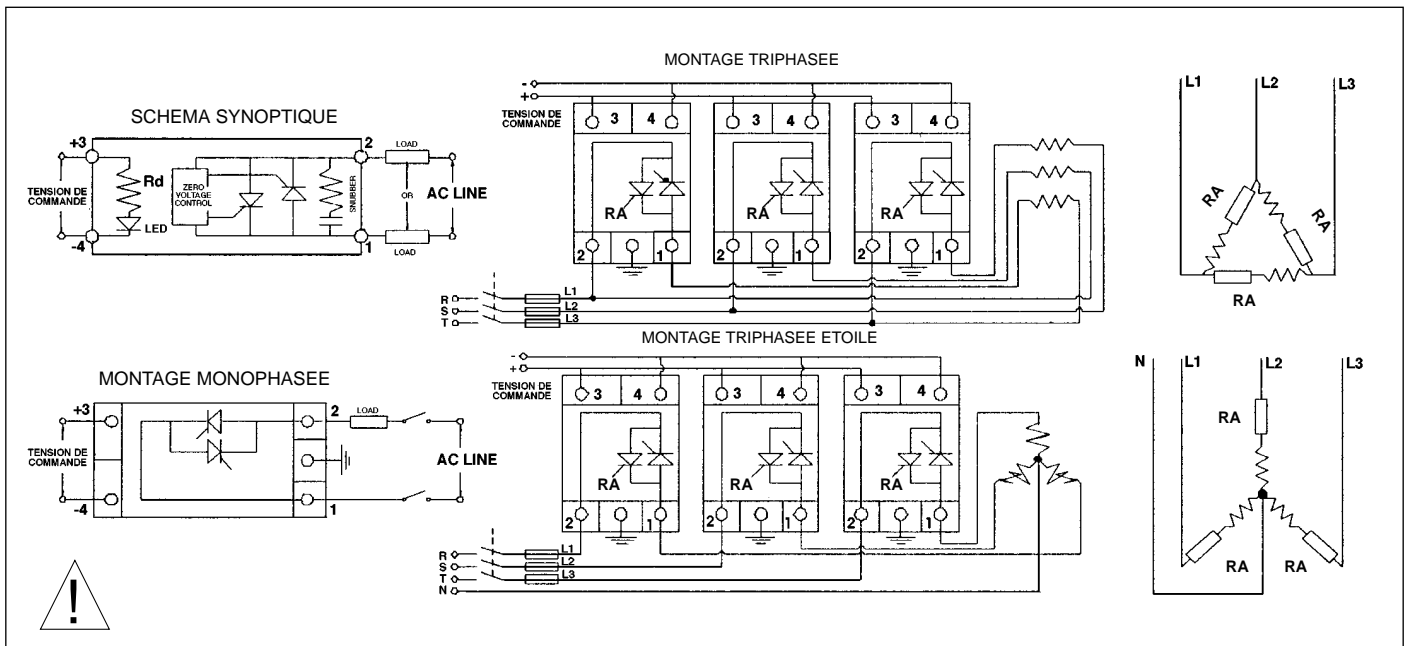 SCHEMA SYNOPTIQUE
+3
2
LOAD
Rd
ZERO
VOLTAGE
CONTROL
SNUBBER
OR
AC LINE
TENSION DE
COMMANDE
LED
-4
1
LOAD
MONTAGE TRIPHASEE
-
+
TENSION DE
COMMANDE
3 4 3 4 3 4
RA RA RA
2 1 2 1 2 1
R L1
S L2
T L3
L1 L2 L3
RA RA
RA
MONTAGE MONOPHASEE
+3
2
LOAD
TENSION DE
COMMANDE
AC LINE
-4
1
!
MONTAGE TRIPHASEE ETOILE
-
+
TENSION DE
COMMANDE
3 4 3 4 3 4
RA RA RA
2 1 2 1 2 1
R L1
S L2
T L3
N
N L1 L2 L3
RA
RA RA